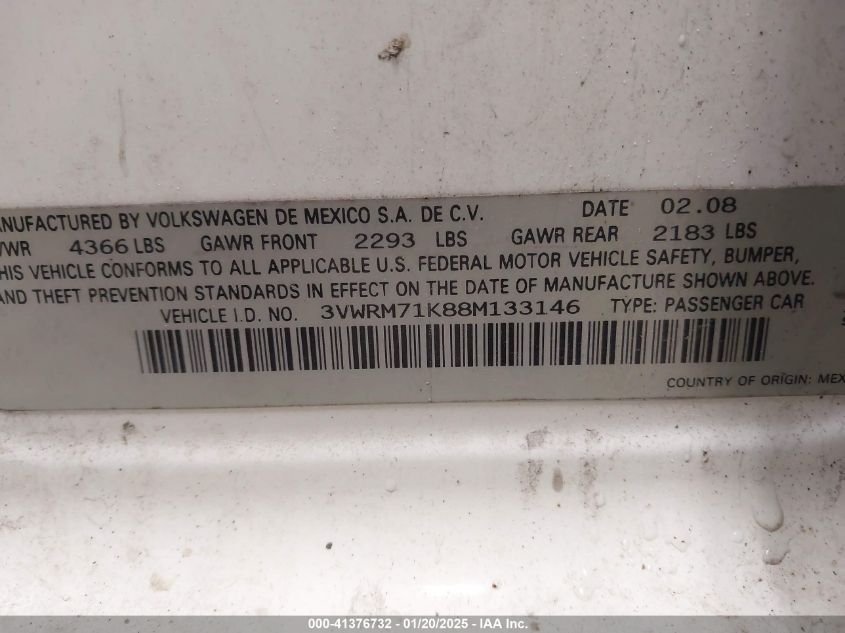 ANUFACTURED BY VOLKSWAGEN DE MEXICO S.A. DE C.V. DATE 02.08
VWR 4366 LBS GAWR FRONT 2293 LBS GAWR REAR 2183 LBS
HIS VEHICLE CONFORMS TO ALL APPLICABLE U.S. FEDERAL MOTOR VEHICLE SAFETY, BUMPER,
AND THEFT PREVENTION STANDARDS IN EFFECT ON THE DATE OF MANUFACTURE SHOWN ABOVE.
VEHICLE I.D. NO. 3VWRM71K88M133146 TYPE: PASSENGER CAR
COUNTRY OF ORIGIN: MEX
000-41376732 — 01/20/2025 - IAA Inc.